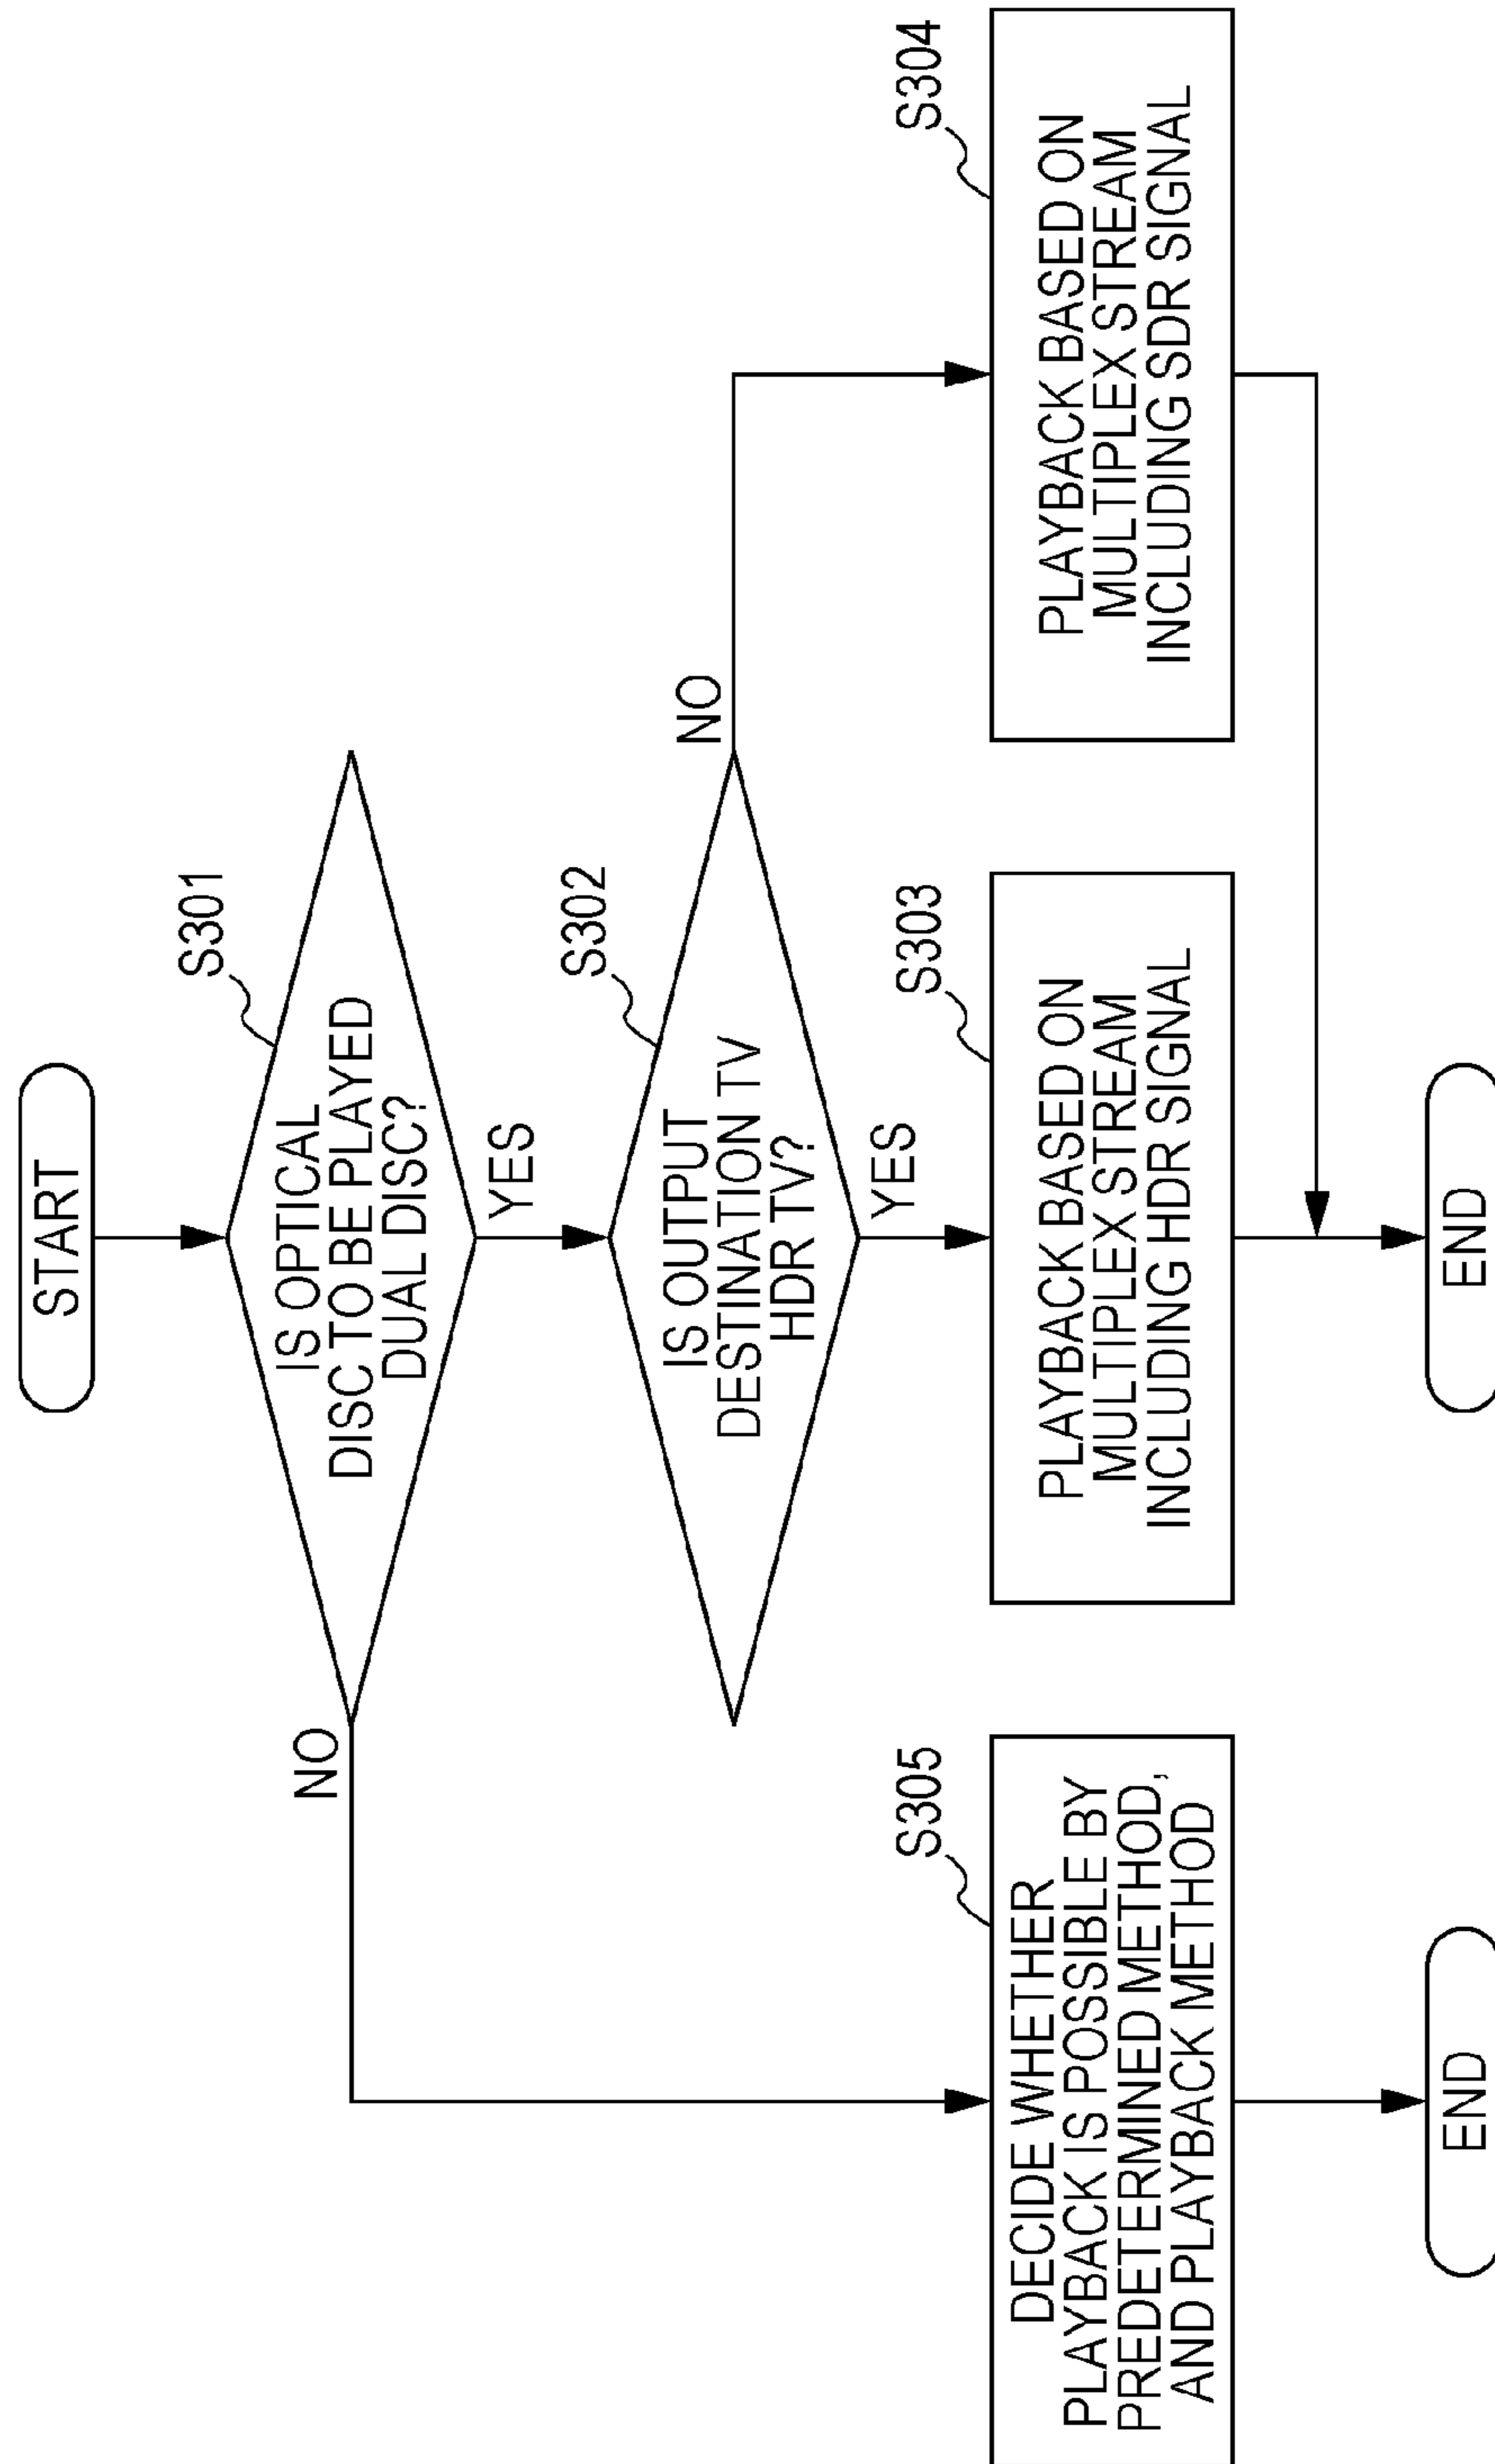 START
S301
IS OPTICAL
DISC TO BE PLAYED
DUAL DISC?
NO
YES
S302
IS OUTPUT
DESTINATION TV
HDR TV?
NO
YES
S305
DECIDE WHETHER
PLAYBACK IS POSSIBLE BY
PREDETERMINED METHOD,
AND PLAYBACK METHOD
S303
PLAYBACK BASED ON
MULTIPLEX STREAM
INCLUDING HDR SIGNAL
S304
PLAYBACK BASED ON
MULTIPLEX STREAM
INCLUDING SDR SIGNAL
END
END